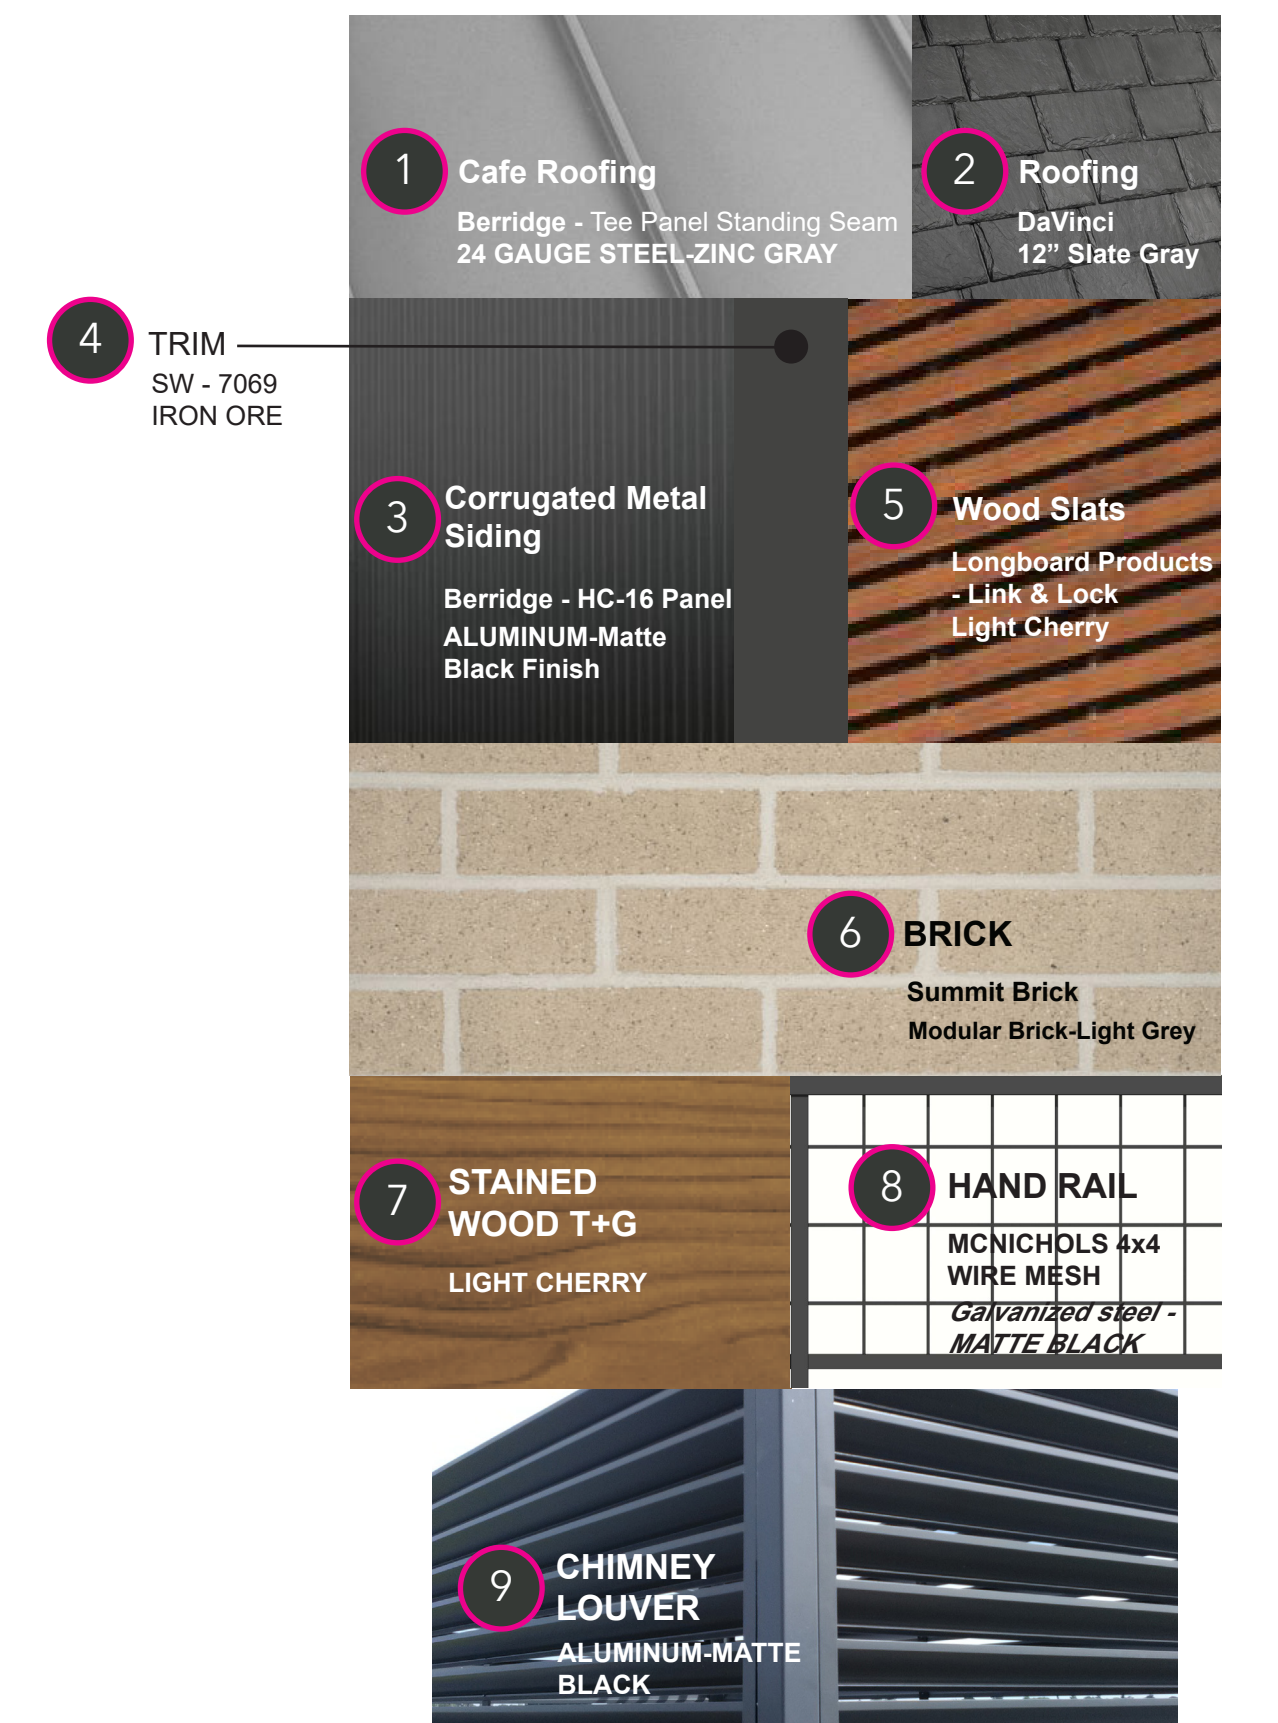 1
Cafe Roofing
Berridge - Tee Panel Standing Seam
24 GAUGE STEEL-ZINC GRAY
2
Roofing
DaVinci
12” Slate Gray
4
TRIM
SW - 7069
IRON ORE
3
Corrugated Metal
Siding
Berridge - HC-16 Panel
ALUMINUM-Matte
Black Finish
5
Wood Slats
Longboard Products
- Link & Lock
Light Cherry
6
BRICK
Summit Brick
Modular Brick-Light Grey
7
STAINED
WOOD T+G
LIGHT CHERRY
8
HAND RAIL
MCNICHOLS 4x4
WIRE MESH
Galvanized steel -
MATTE BLACK
9
CHIMNEY
LOUVER
ALUMINUM-MATTE
BLACK